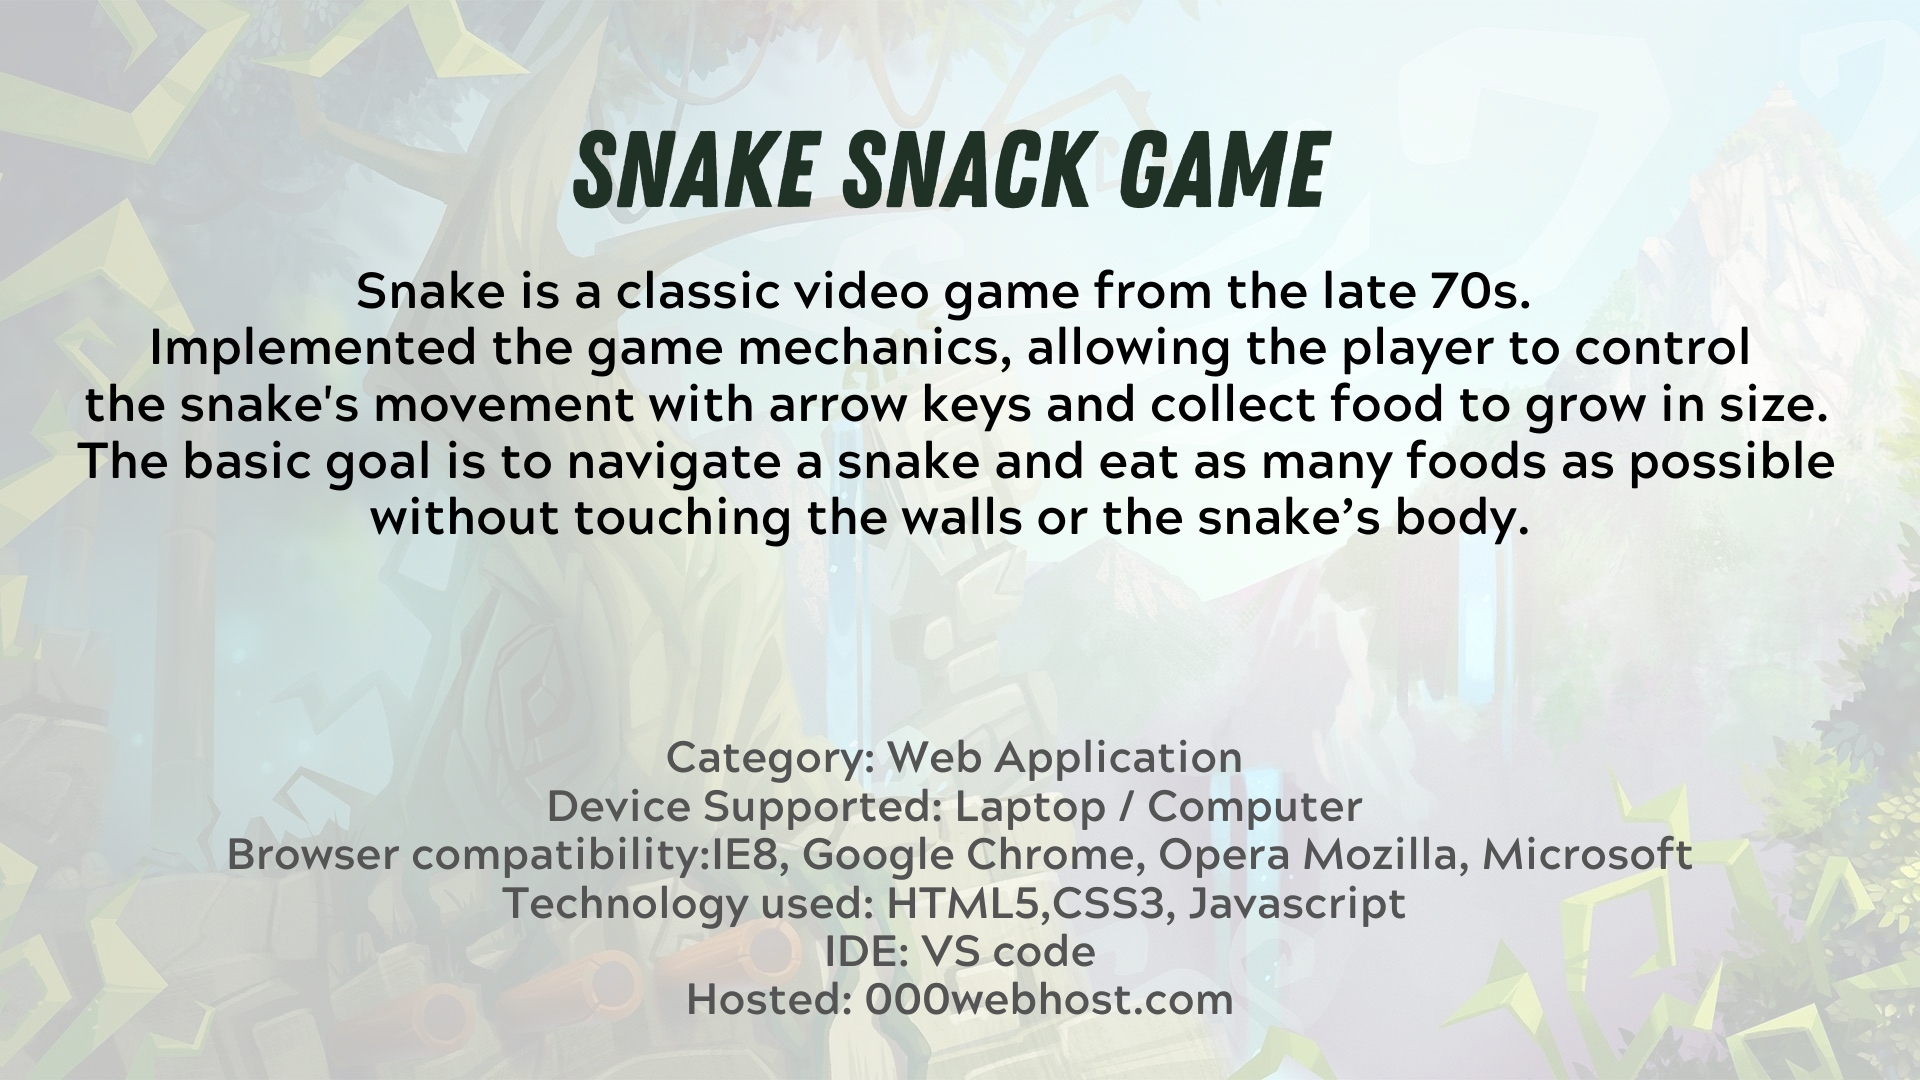 SNAKE SNACK GAME
Snake is a classic video game from the late 70s.
Implemented the game mechanics, allowing the player to control
the snake's movement with arrow keys and collect food to grow in size.
The basic goal is to navigate a snake and eat as many foods as possible
without touching the walls or the snake’s body.
Category: Web Application
Device Supported: Laptop / Computer
Browser compatibility:IE8, Google Chrome, Opera Mozilla, Microsoft
Technology used: HTML5,CSS3, Javascript
IDE: VS code
Hosted: 000webhost.com